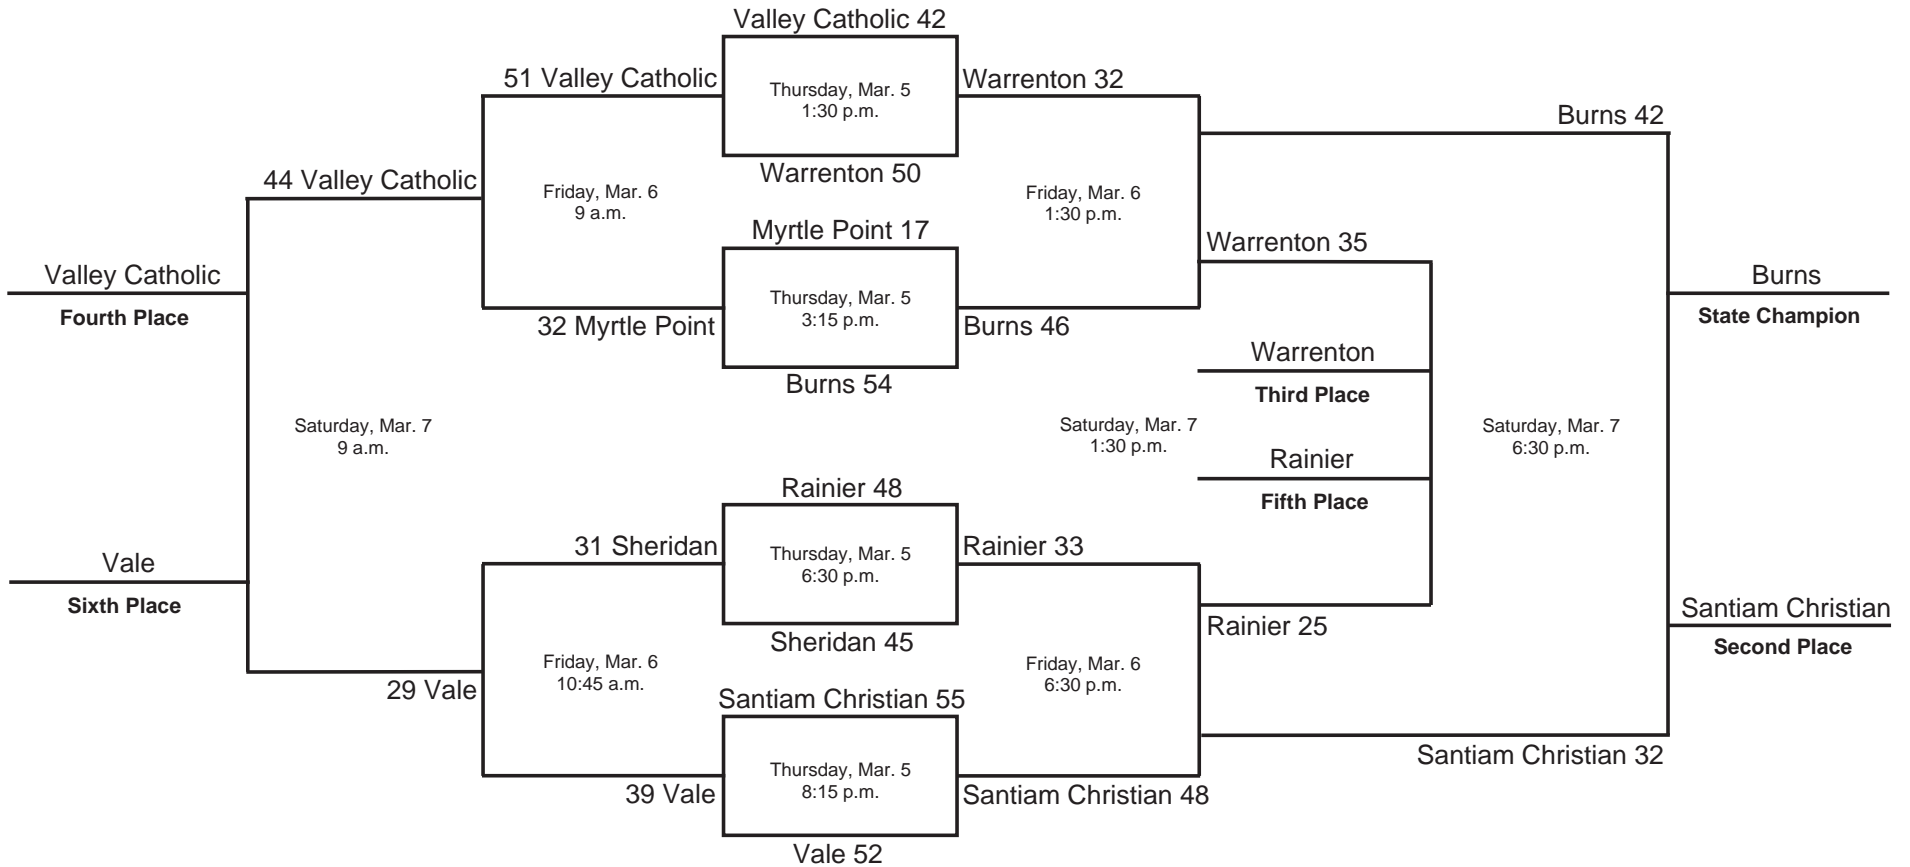 Valley Catholic 42
51 Valley Catholic
Thursday, Mar. 5
1:30 p.m.
Warrenton 32
Burns 42
Warrenton 50
44 Valley Catholic
Friday, Mar. 6
9 a.m.
Friday, Mar. 6
1:30 p.m.
Myrtle Point 17
Warrenton 35
Valley Catholic
Fourth Place
Thursday, Mar. 5
3:15 p.m.
Burns
State Champion
32 Myrtle Point
Burns 46
Burns 54
Warrenton
Third Place
Saturday, Mar. 7
9 a.m.
Saturday, Mar. 7
1:30 p.m.
Saturday, Mar. 7
6:30 p.m.
Rainier
Fifth Place
Rainier 48
31 Sheridan
Thursday, Mar. 5
6:30 p.m.
Rainier 33
Vale
Sixth Place
Sheridan 45
Rainier 25
Santiam Christian
Second Place
29 Vale
Friday, Mar. 6
10:45 a.m.
Friday, Mar. 6
6:30 p.m.
Santiam Christian 55
Santiam Christian 32
39 Vale
Thursday, Mar. 5
8:15 p.m.
Santiam Christian 48
Vale 52